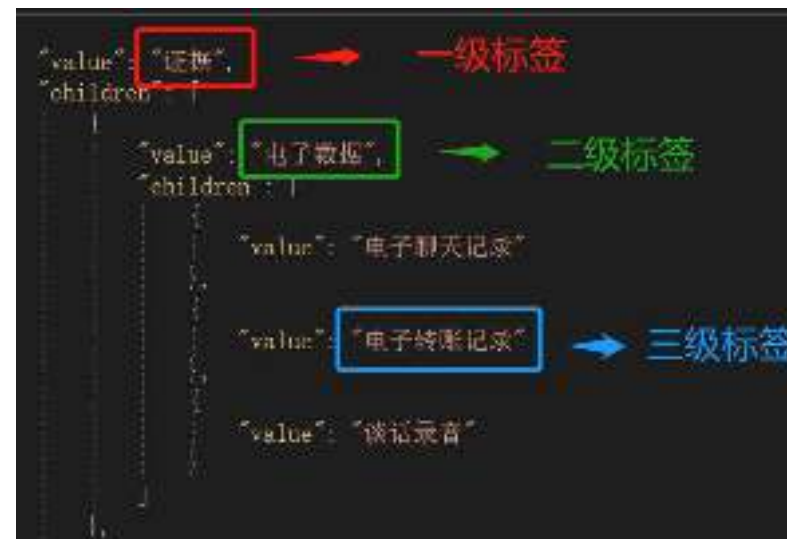 "value": "证据", → 一级标签
"children": [
{
"value": "电子数据", → 二级标签
"children": [
{
"value": "电子聊天记录"
},
{
"value": "电子转账记录" → 三级标签
},
{
"value": "谈话录音"
}
]
},